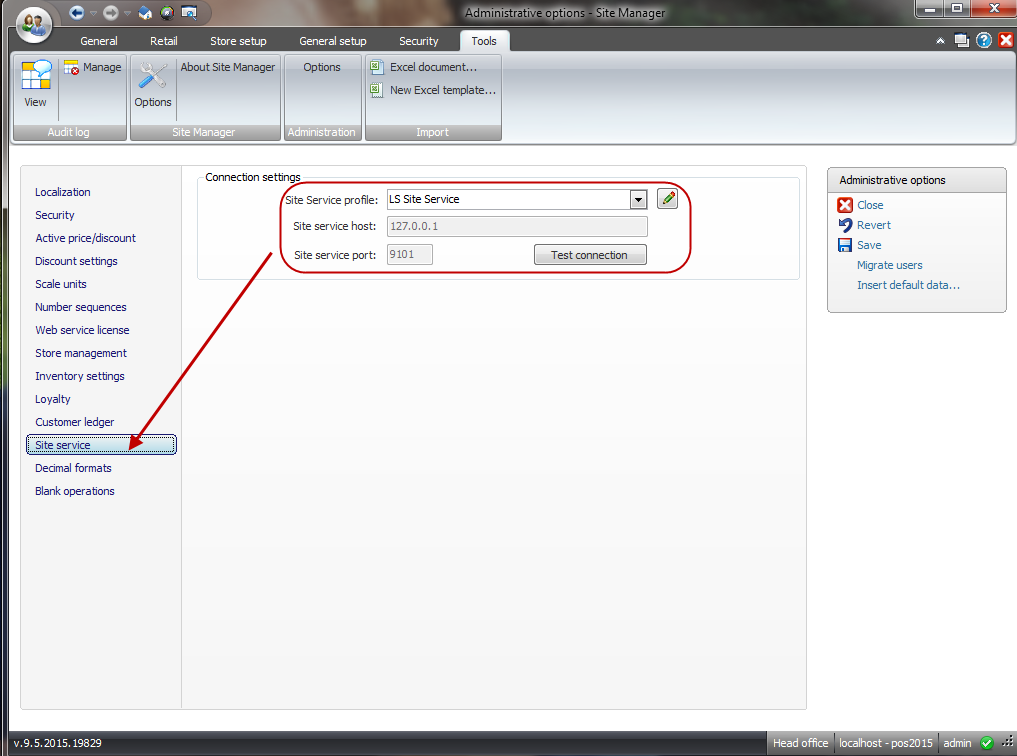 Administrative options - Site Manager
General Retail Store setup General setup Security Tools
View
Manage
Audit log
Options
About Site Manager
Site Manager
Options
Administration
Excel document...
New Excel template...
Import
Localization
Security
Active price/discount
Discount settings
Scale units
Number sequences
Web service license
Store management
Inventory settings
Loyalty
Customer ledger
Site service
Decimal formats
Blank operations
Connection settings
Site Service profile: LS Site Service
Site service host: 127.0.0.1
Site service port: 9101 Test connection
Administrative options
Close
Revert
Save
Migrate users
Insert default data...
v.9.5.2015.19829
Head office localhost - pos2015 admin